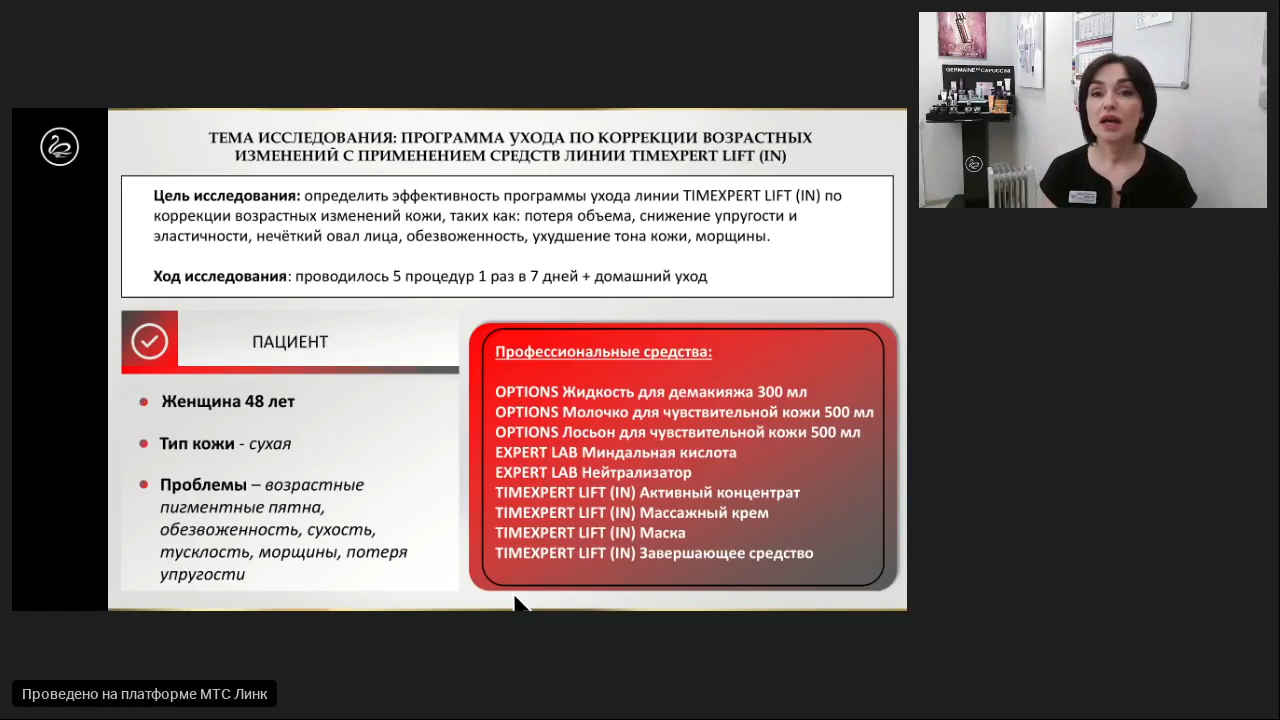 ТЕМА ИССЛЕДОВАНИЯ: ПРОГРАММА УХОДА ПО КОРРЕКЦИИ ВОЗРАСТНЫХ
ИЗМЕНЕНИЙ С ПРИМЕНЕНИЕМ СРЕДСТВ ЛИНИИ TIMEXPERT LIFT (IN)
Цель исследования: определить эффективность программы ухода линии TIMEXPERT LIFT (IN) по
коррекции возрастных изменений кожи, таких как: потеря объема, снижение упругости и
эластичности, нечёткий овал лица, обезвоженность, ухудшение тона кожи, морщины.
Ход исследования: проводилось 5 процедур 1 раз в 7 дней + домашний уход
ПАЦИЕНТ
Женщина 48 лет
Тип кожи - сухая
Проблемы – возрастные
пигментные пятна,
обезвоженность, сухость,
тусклость, морщины, потеря
упругости
Профессиональные средства:
OPTIONS Жидкость для демакияжа 300 мл
OPTIONS Молочко для чувствительной кожи 500 мл
OPTIONS Лосьон для чувствительной кожи 500 мл
EXPERT LAB Миндальная кислота
EXPERT LAB Нейтрализатор
TIMEXPERT LIFT (IN) Активный концентрат
TIMEXPERT LIFT (IN) Массажный крем
TIMEXPERT LIFT (IN) Маска
TIMEXPERT LIFT (IN) Завершающее средство
GERMAINE DE CAPUCCINI
Проведено на платформе МТС Линк